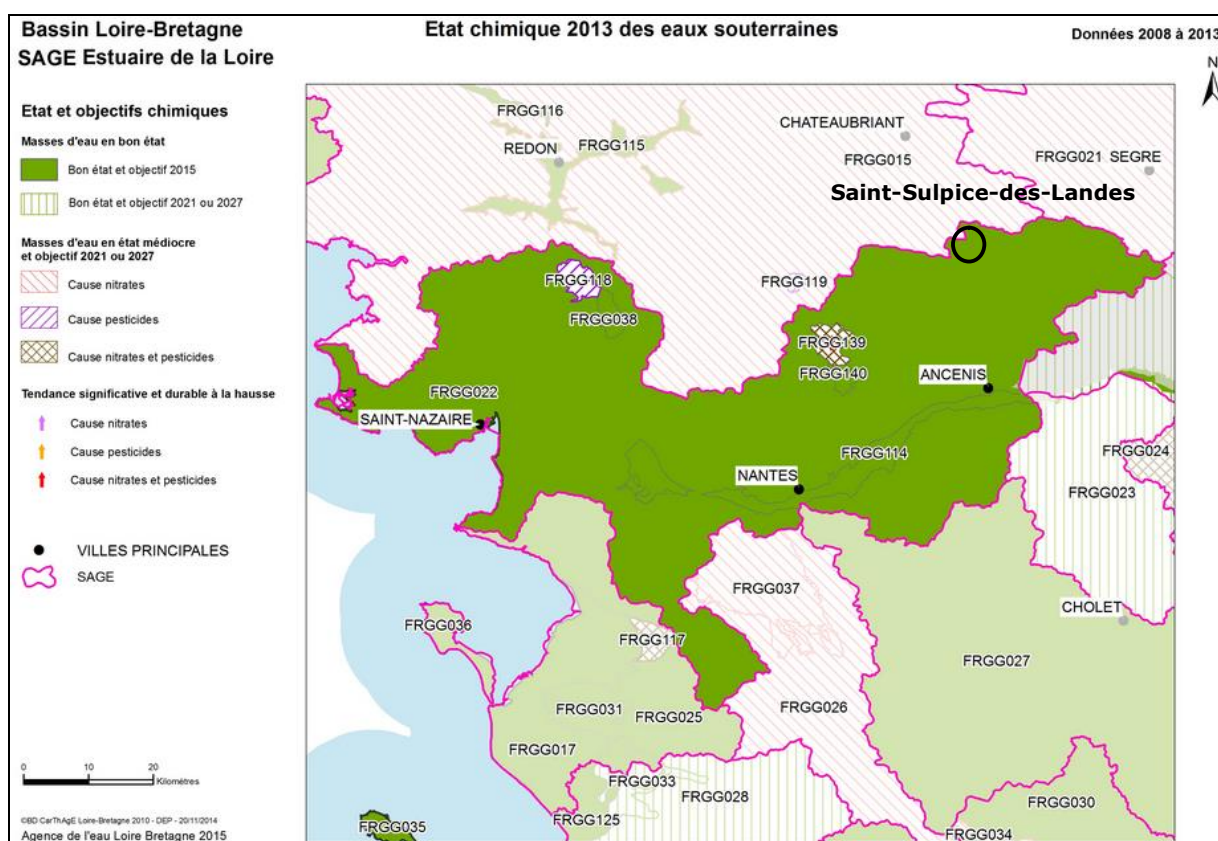 Bassin Loire-Bretagne
SAGE Estuaire de la Loire
Etat chimique 2013 des eaux souterraines
Données 2008 à 2013
N
Etat et objectifs chimiques
Masses d'eau en bon état
Bon état et objectif 2015
Bon état et objectif 2021 ou 2027
Masses d'eau en état médiocre
et objectif 2021 ou 2027
Cause nitrates
Cause pesticides
Cause nitrates et pesticides
Tendance significative et durable à la hausse
Cause nitrates
Cause pesticides
Cause nitrates et pesticides
VILLES PRINCIPALES
SAGE
0 10 20
Kilomètres
©BD CarThAgE Loire-Bretagne 2010 - DEP - 20/11/2014
Agence de l'eau Loire Bretagne 2015
FRGG116
CHATEAUBRIANT
REDON
FRGG115
FRGG015
FRGG021
SEGRE
Saint-Sulpice-des-Landes
FRGG118
FRGG119
FRGG038
FRGG139
FRGG140
ANCENIS
FRGG022
SAINT-NAZAIRE
FRGG114
FRGG024
NANTES
FRGG023
FRGG037
CHOLET
FRGG036
FRGG117
FRGG027
FRGG031
FRGG025
FRGG026
FRGG017
FRGG033
FRGG028
FRGG030
FRGG125
FRGG035
FRGG034